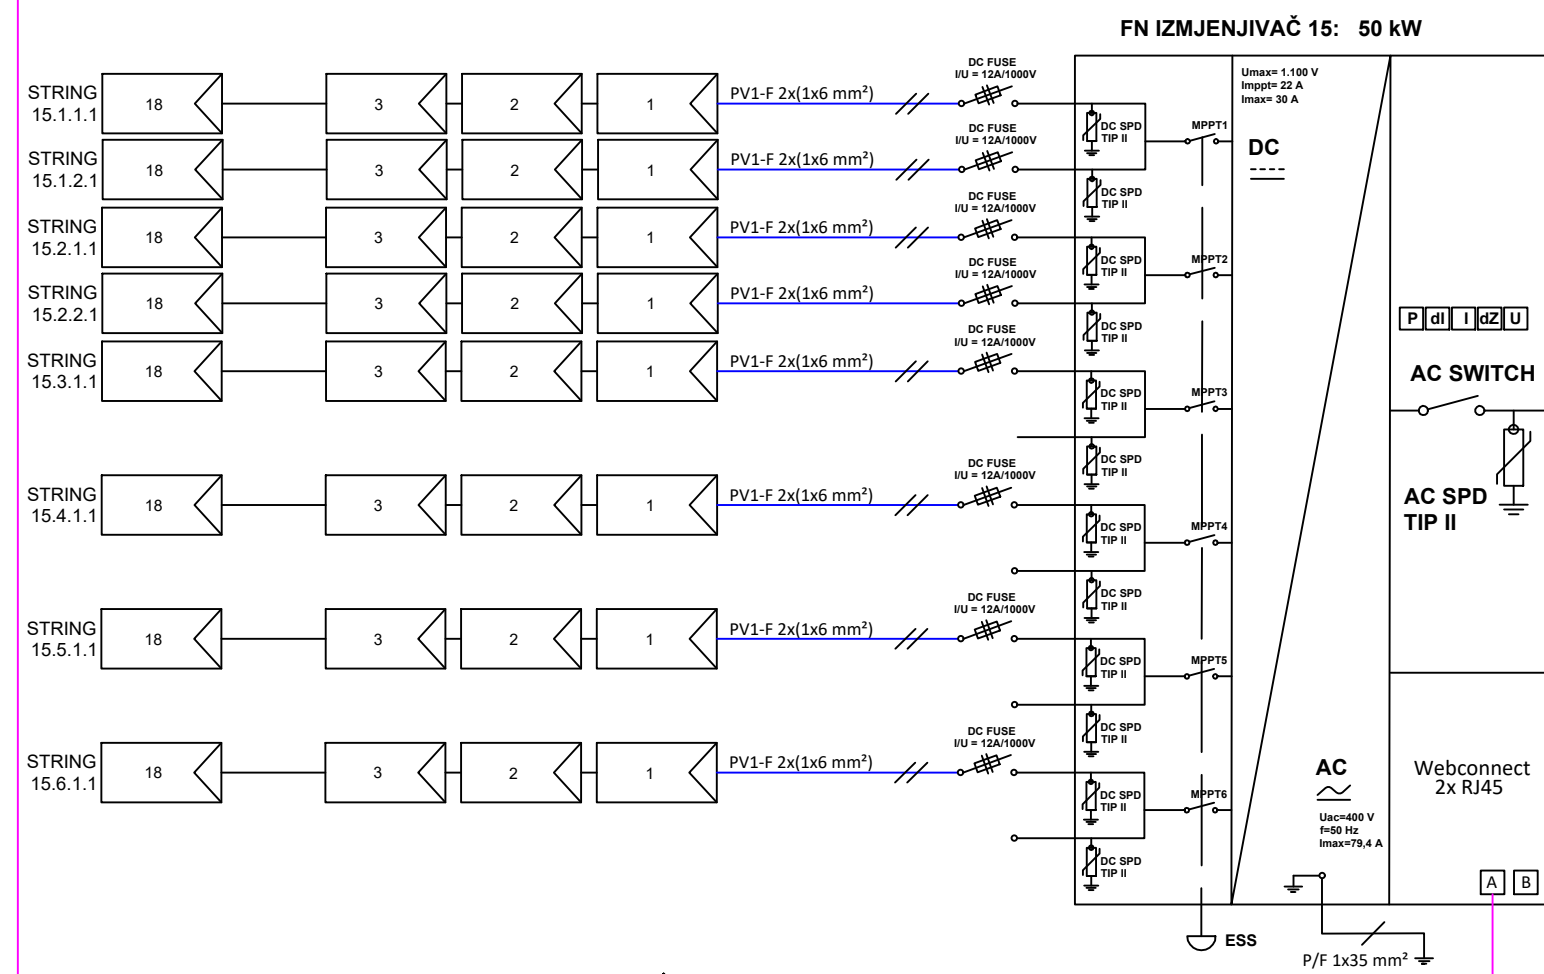 FN IZMJENJIVAČ 15: 50 kW
STRING
15.1.1.1
18
3
2
1
PV1-F 2x(1x6 mm²)
DC FUSE
I/U = 12A/1000V
DC SPD
TIP II
MPPT1
STRING
15.1.2.1
18
3
2
1
PV1-F 2x(1x6 mm²)
DC FUSE
I/U = 12A/1000V
DC SPD
TIP II
STRING
15.2.1.1
18
3
2
1
PV1-F 2x(1x6 mm²)
DC FUSE
I/U = 12A/1000V
DC SPD
TIP II
MPPT2
STRING
15.2.2.1
18
3
2
1
PV1-F 2x(1x6 mm²)
DC FUSE
I/U = 12A/1000V
DC SPD
TIP II
STRING
15.3.1.1
18
3
2
1
PV1-F 2x(1x6 mm²)
DC FUSE
I/U = 12A/1000V
DC SPD
TIP II
MPPT3
DC SPD
TIP II
STRING
15.4.1.1
18
3
2
1
PV1-F 2x(1x6 mm²)
DC FUSE
I/U = 12A/1000V
DC SPD
TIP II
MPPT4
DC SPD
TIP II
STRING
15.5.1.1
18
3
2
1
PV1-F 2x(1x6 mm²)
DC FUSE
I/U = 12A/1000V
DC SPD
TIP II
MPPT5
DC SPD
TIP II
STRING
15.6.1.1
18
3
2
1
PV1-F 2x(1x6 mm²)
DC FUSE
I/U = 12A/1000V
DC SPD
TIP II
MPPT6
DC SPD
TIP II
ESS
Umax= 1.100 V
Imppt= 22 A
Imax= 30 A
DC
AC
Uac=400 V
f=50 Hz
Imax=79,4 A
P/F 1x35 mm²
P dI I dZ U
AC SWITCH
AC SPD
TIP II
Webconnect
2x RJ45
A B